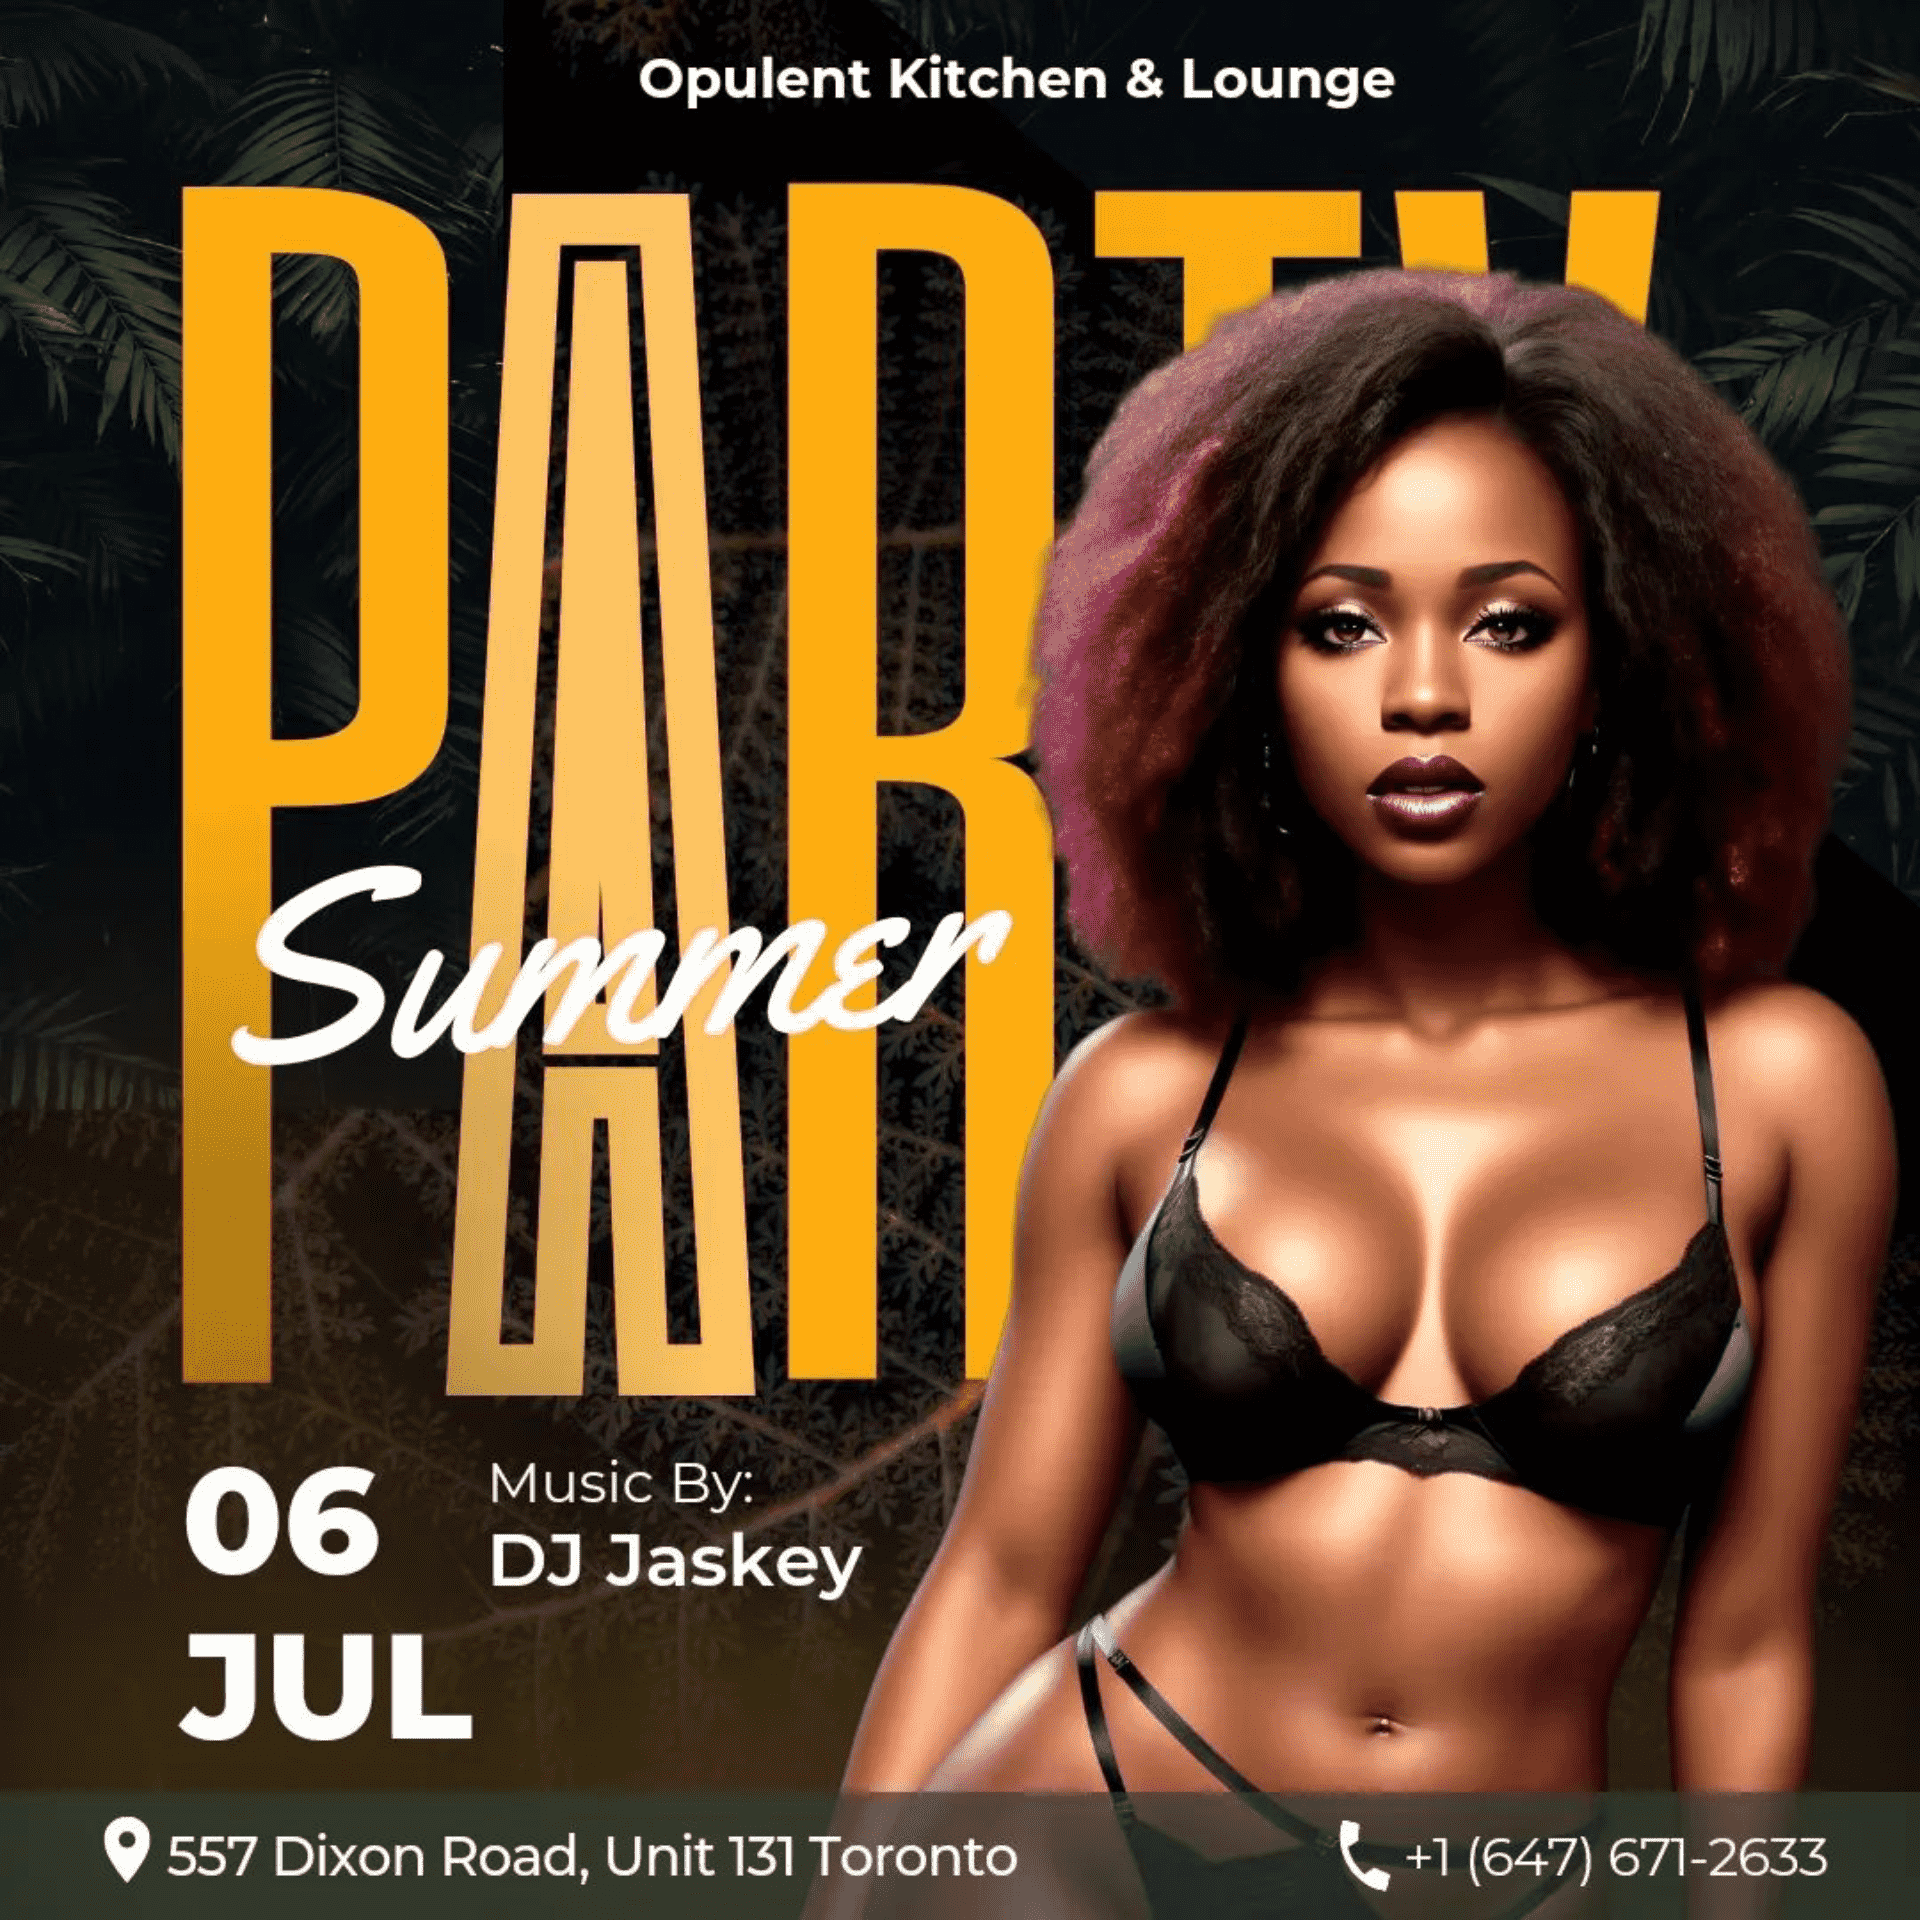 Opulent Kitchen & Lounge
PARTY
Summer
06
JUL
Music By:
DJ Jaskey
557 Dixon Road, Unit 131 Toronto
+1 (647) 671-2633